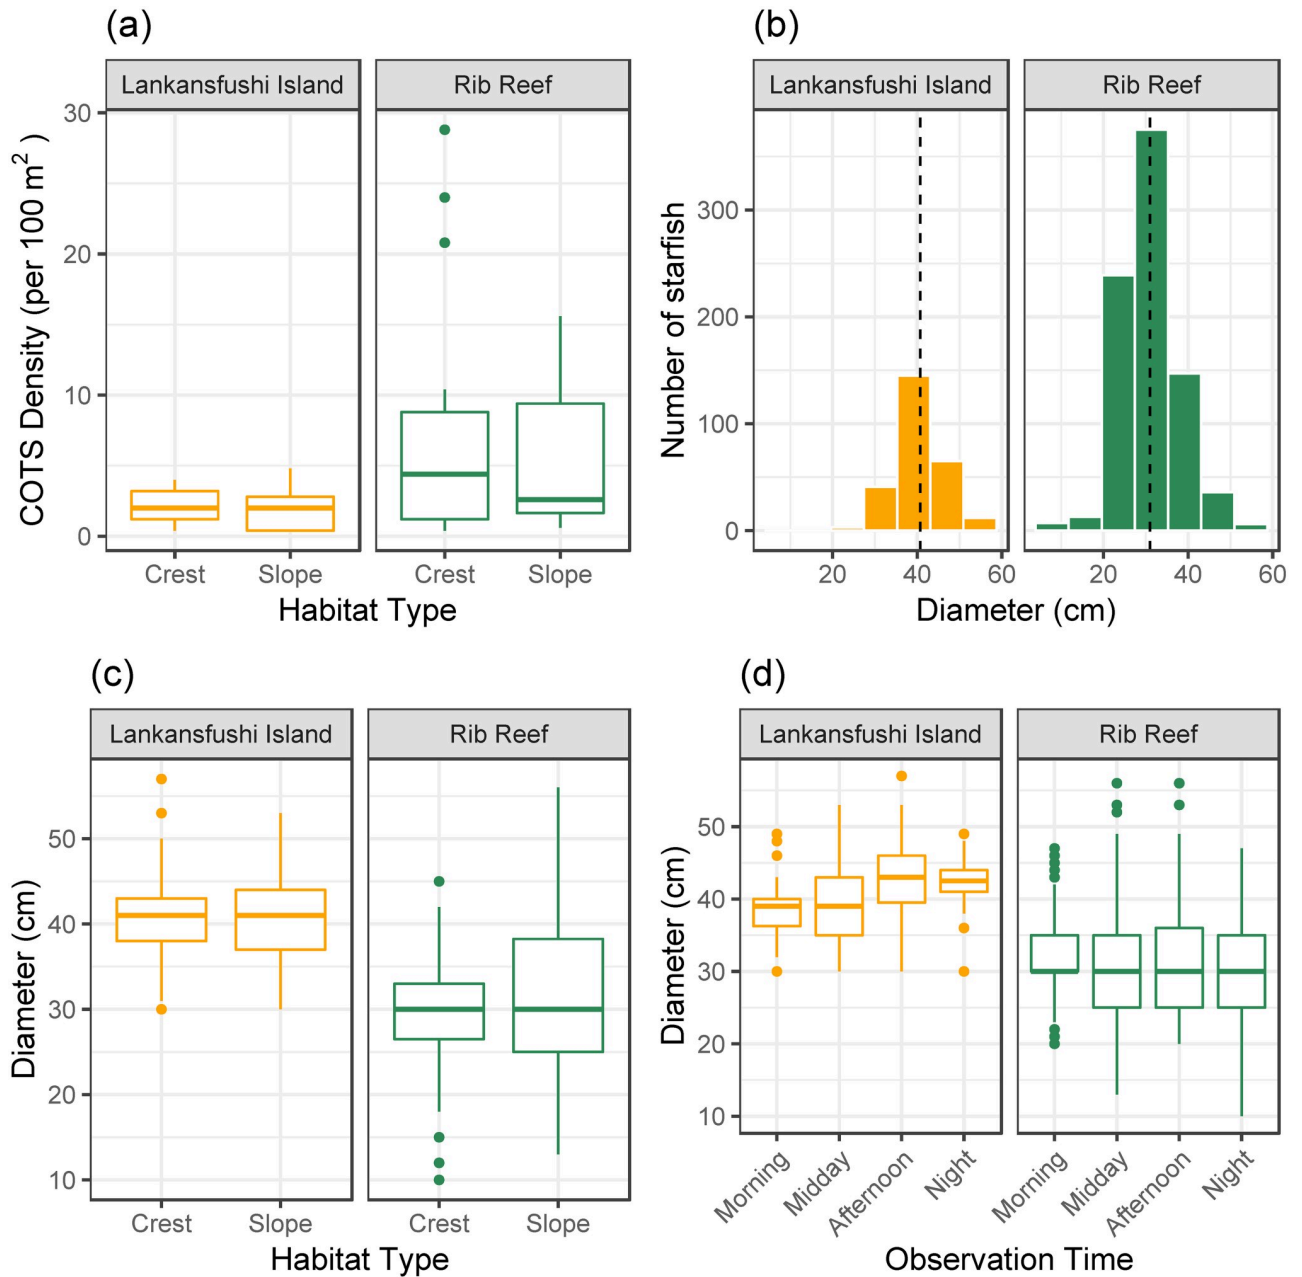 (a)
Lankansfushi Island Rib Reef
COTS Density (per 100 m²)
30
20
10
0
Crest Slope Crest Slope
Habitat Type
(b)
Lankansfushi Island Rib Reef
Number of starfish
300
200
100
0
20 40 60 20 40 60
Diameter (cm)
(c)
Lankansfushi Island Rib Reef
Diameter (cm)
50
40
30
20
10
Crest Slope Crest Slope
Habitat Type
(d)
Lankansfushi Island Rib Reef
Diameter (cm)
50
40
30
20
10
Morning Midday Afternoon Night Morning Midday Afternoon Night
Observation Time